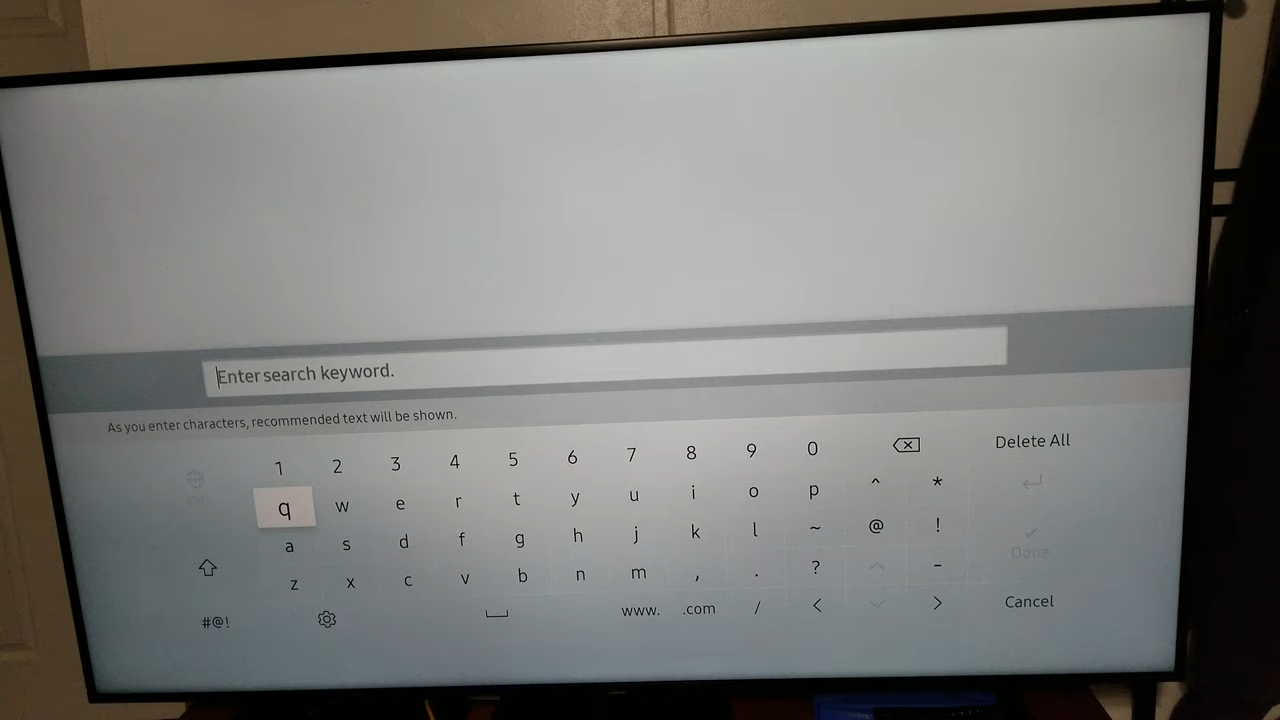 Enter search keyword.
As you enter characters, recommended text will be shown.
1 2 3 4 5 6 7 8 9 0 Delete All
q w e r t y u i o p ^ *
a s d f g h j k l ~ @ ! Done
z x c v b n m , . ? -
#@! www. .com / < > Cancel